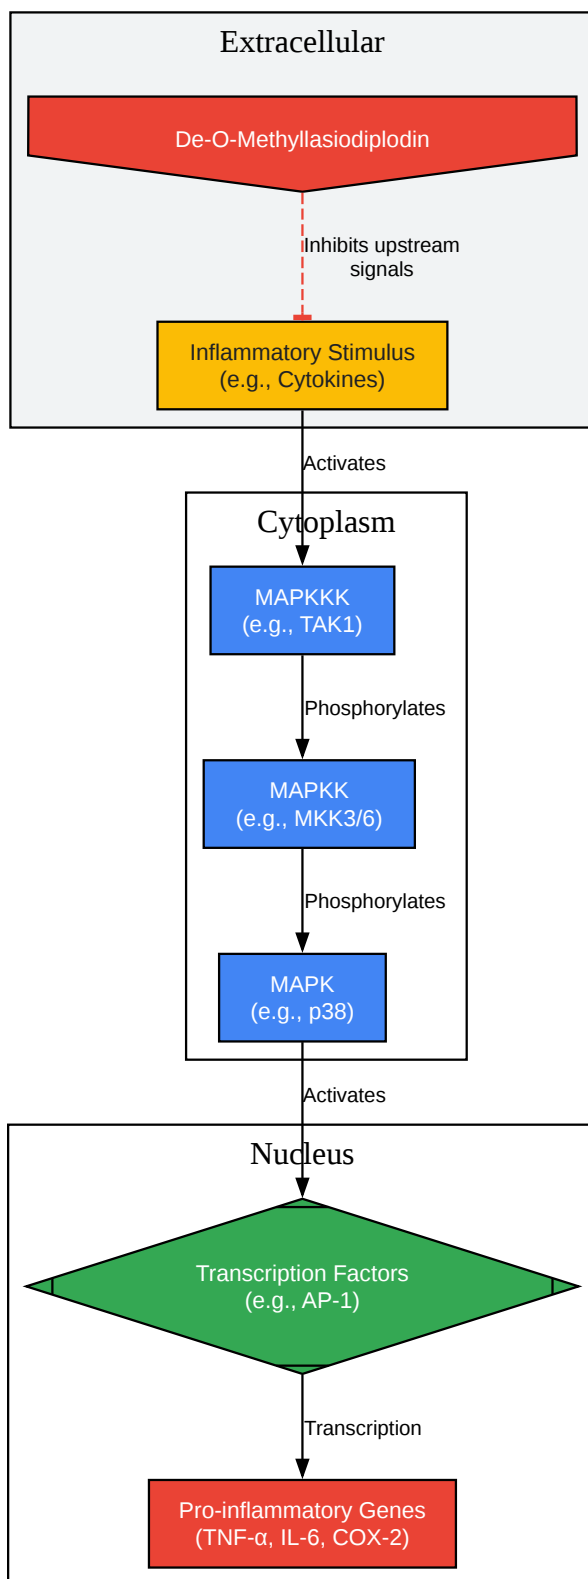 Extracellular
De-O-Methyllasiodiplodin
Inhibits upstream
signals
Inflammatory Stimulus
(e.g., Cytokines)
Activates
Cytoplasm
MAPKKK
(e.g., TAK1)
Phosphorylates
MAPKK
(e.g., MKK3/6)
Phosphorylates
MAPK
(e.g., p38)
Activates
Nucleus
Transcription Factors
(e.g., AP-1)
Transcription
Pro-inflammatory Genes
(TNF-α, IL-6, COX-2)